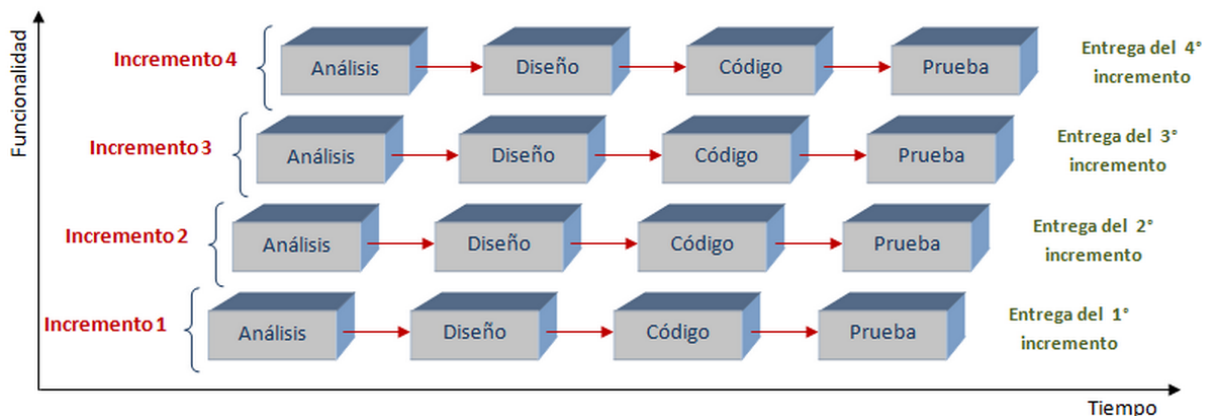 Funcionalidad
Incremento 4
Análisis
Diseño
Código
Prueba
Entrega del 4°
incremento
Incremento 3
Análisis
Diseño
Código
Prueba
Entrega del 3°
incremento
Incremento 2
Análisis
Diseño
Código
Prueba
Entrega del 2°
incremento
Incremento 1
Análisis
Diseño
Código
Prueba
Entrega del 1°
incremento
Tiempo